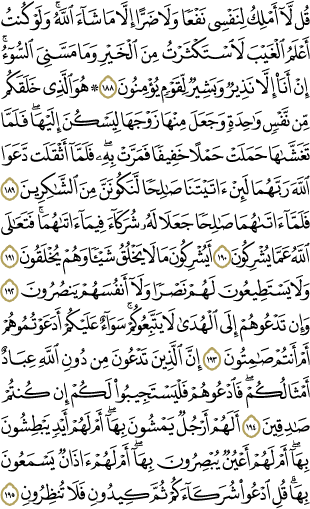 قُل لَّآ أَمْلِكُ لِنَفْسِى نَفْعًا وَلَا ضَرًّا إِلَّا مَا شَآءَ ٱللَّهُۚ وَلَوْ كُنتُ
أَعْلَمُ ٱلْغَيْبَ لَٱسْتَكْثَرْتُ مِنَ ٱلْخَيْرِ وَمَا مَسَّنِىَ ٱلسُّوٓءُۚ
إِنْ أَنَا۠ إِلَّا نَذِيرٌ وَبَشِيرٌ لِّقَوْمٍ يُؤْمِنُونَ ١٨٨ ۞ هُوَ ٱلَّذِى خَلَقَكُم
مِّن نَّفْسٍ وَٰحِدَةٍ وَجَعَلَ مِنْهَا زَوْجَهَا لِيَسْكُنَ إِلَيْهَاۖ فَلَمَّا
تَغَشَّىٰهَا حَمَلَتْ حَمْلًا خَفِيفًا فَمَرَّتْ بِهِۦۖ فَلَمَّآ أَثْقَلَت دَّعَوَا
ٱللَّهَ رَبَّهُمَا لَئِنْ ءَاتَيْتَنَا صَٰلِحًا لَّنَكُونَنَّ مِنَ ٱلشَّٰكِرِينَ ١٨٩
فَلَمَّآ ءَاتَىٰهُمَا صَٰلِحًا جَعَلَا لَهُۥ شُرَكَآءَ فِيمَآ ءَاتَىٰهُمَاۚ فَتَعَٰلَى
ٱللَّهُ عَمَّا يُشْرِكُونَ ١٩٠ أَيُشْرِكُونَ مَا لَا يَخْلُقُ شَيْـًٔا وَهُمْ يُخْلَقُونَ ١٩١
وَلَا يَسْتَطِيعُونَ لَهُمْ نَصْرًا وَلَآ أَنفُسَهُمْ يَنصُرُونَ ١٩٢
وَإِن تَدْعُوهُمْ إِلَى ٱلْهُدَىٰ لَا يَتَّبِعُوكُمْۚ سَوَآءٌ عَلَيْكُمْ أَدَعَوْتُمُوهُمْ
أَمْ أَنتُمْ صَٰمِتُونَ ١٩٣ إِنَّ ٱلَّذِينَ تَدْعُونَ مِن دُونِ ٱللَّهِ عِبَادٌ
أَمْثَالُكُمْۖ فَٱدْعُوهُمْ فَلْيَسْتَجِيبُوا۟ لَكُمْ إِن كُنتُمْ
صَٰدِقِينَ ١٩٤ أَلَهُمْ أَرْجُلٌ يَمْشُونَ بِهَآۖ أَمْ لَهُمْ أَيْدٍ يَبْطِشُونَ
بِهَآۖ أَمْ لَهُمْ أَعْيُنٌ يُبْصِرُونَ بِهَآۖ أَمْ لَهُمْ ءَاذَانٌ يَسْمَعُونَ
بِهَاۗ قُلِ ٱدْعُوا۟ شُرَكَآءَكُمْ ثُمَّ كِيدُونِ فَلَا تُنظِرُونِ ١٩٥